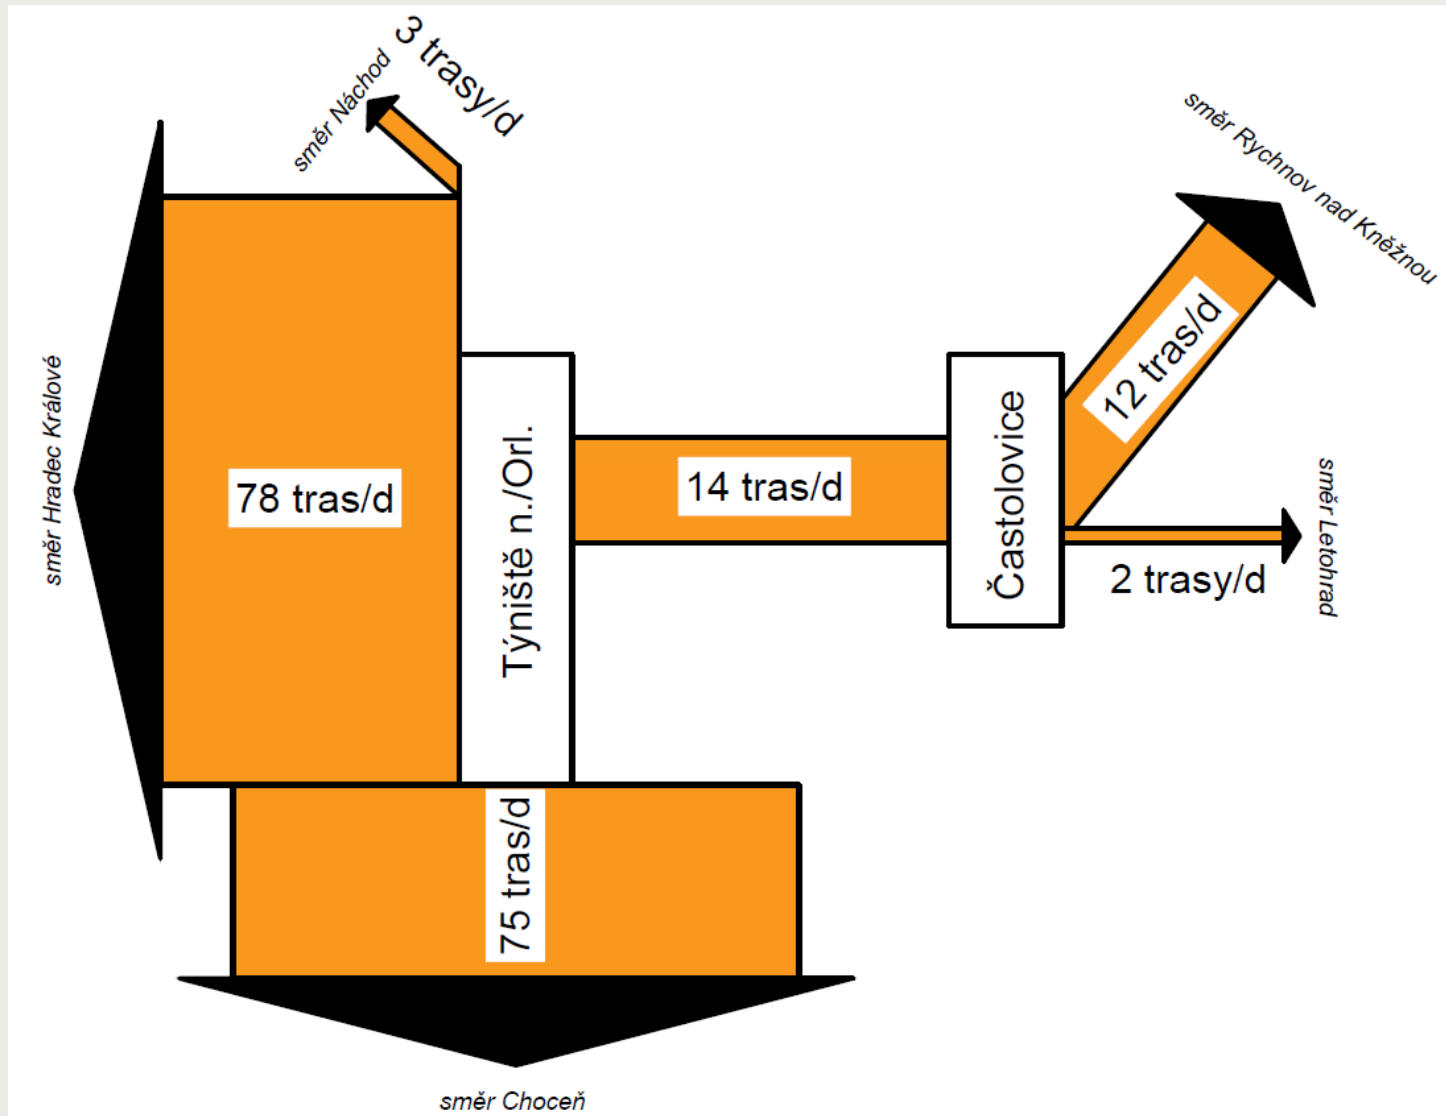 3 trasy/d
směr Náchod
směr Rychnov nad Kněžnou
směr Hradec Králové
78 tras/d
Týniště n./Orl.
14 tras/d
Častolovice
12 tras/d
2 trasy/d
směr Letohrad
75 tras/d
směr Choceň